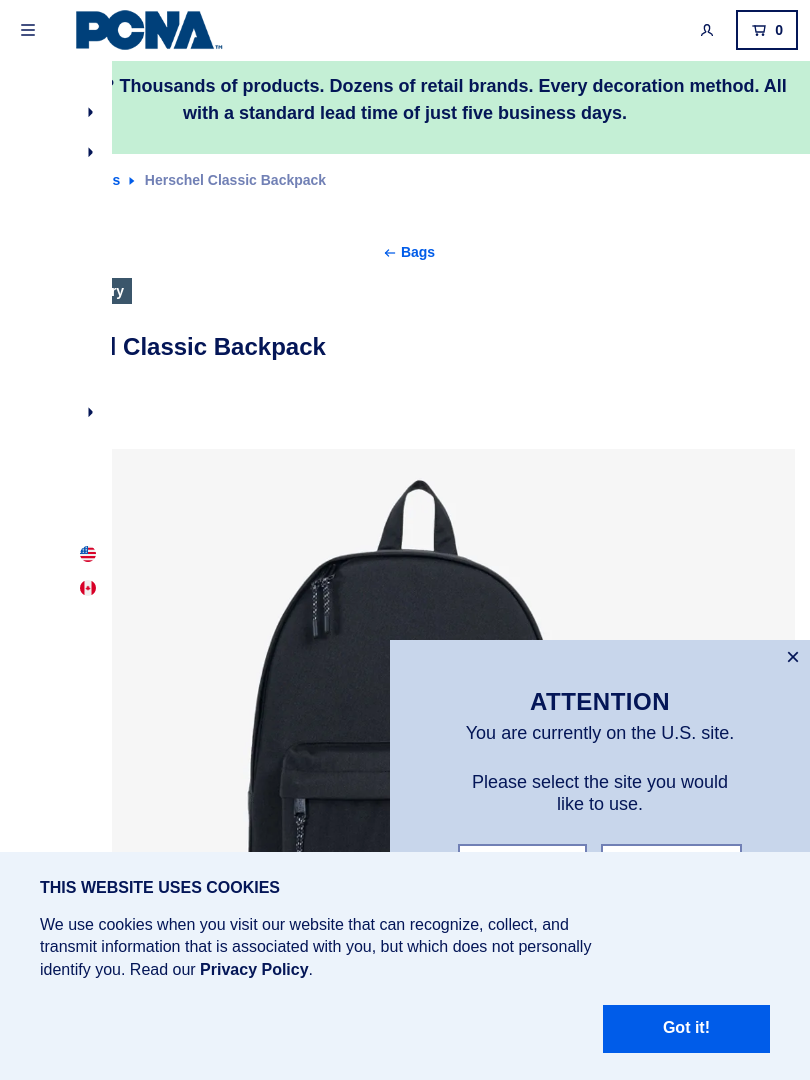 PCNA™
0
? Thousands of products. Dozens of retail brands. Every decoration method. All
with a standard lead time of just five business days.
s Herschel Classic Backpack
Bags
ry
l Classic Backpack
ATTENTION
You are currently on the U.S. site.
Please select the site you would
like to use.
THIS WEBSITE USES COOKIES
We use cookies when you visit our website that can recognize, collect, and
transmit information that is associated with you, but which does not personally
identify you. Read our Privacy Policy.
Got it!